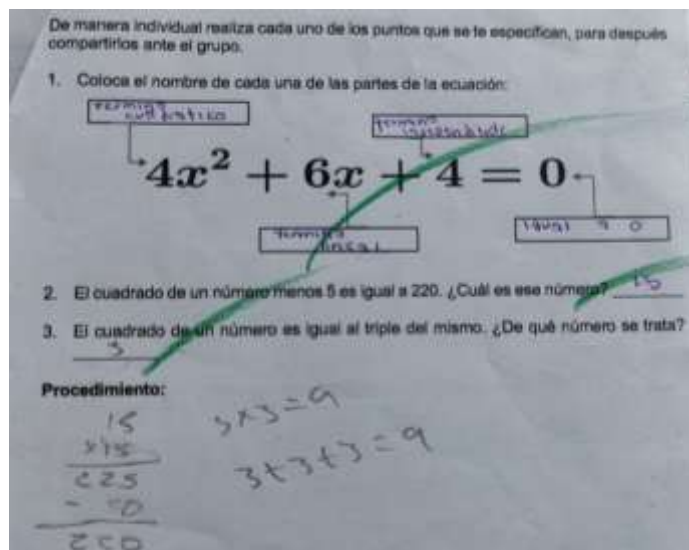 De manera individual realiza cada uno de los puntos que se te especifican, para después
compartirlos ante el grupo.
1. Coloca el nombre de cada una de las partes de la ecuación:
termino
cuadratico
termino
4x² + 6x + 4 = 0
termino
lineal
igual a 0
2. El cuadrado de un número menos 5 es igual a 220. ¿Cuál es ese número? 15
3. El cuadrado de un número es igual al triple del mismo. ¿De qué número se trata?
3
Procedimiento:
15
x15
225
3x3=9
3+3+3=9